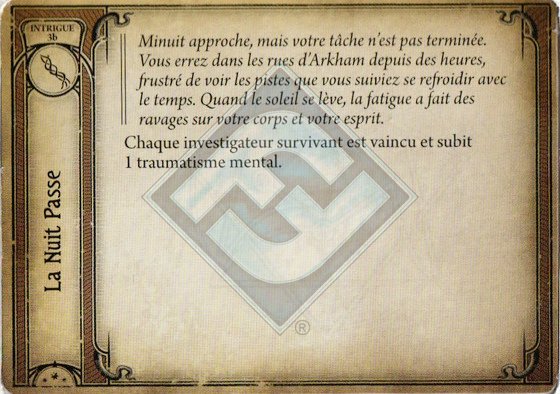 INTRIGUE
3b
La Nuit Passe
Minuit approche, mais votre tâche n'est pas terminée.
Vous errez dans les rues d'Arkham depuis des heures,
frustré de voir les pistes que vous suiviez se refroidir avec
le temps. Quand le soleil se lève, la fatigue a fait des
ravages sur votre corps et votre esprit.
Chaque investigateur survivant est vaincu et subit
1 traumatisme mental.
®